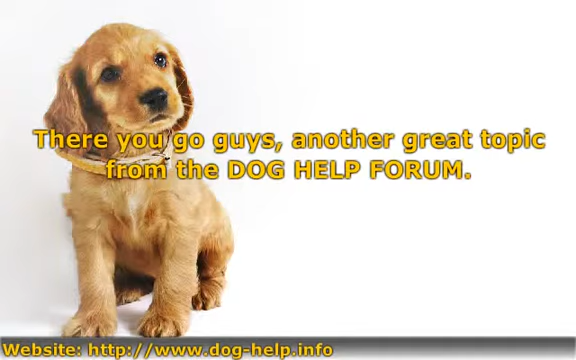 There you go guys, another great topic
from the DOG HELP FORUM.
Website: http://www.dog-help.info